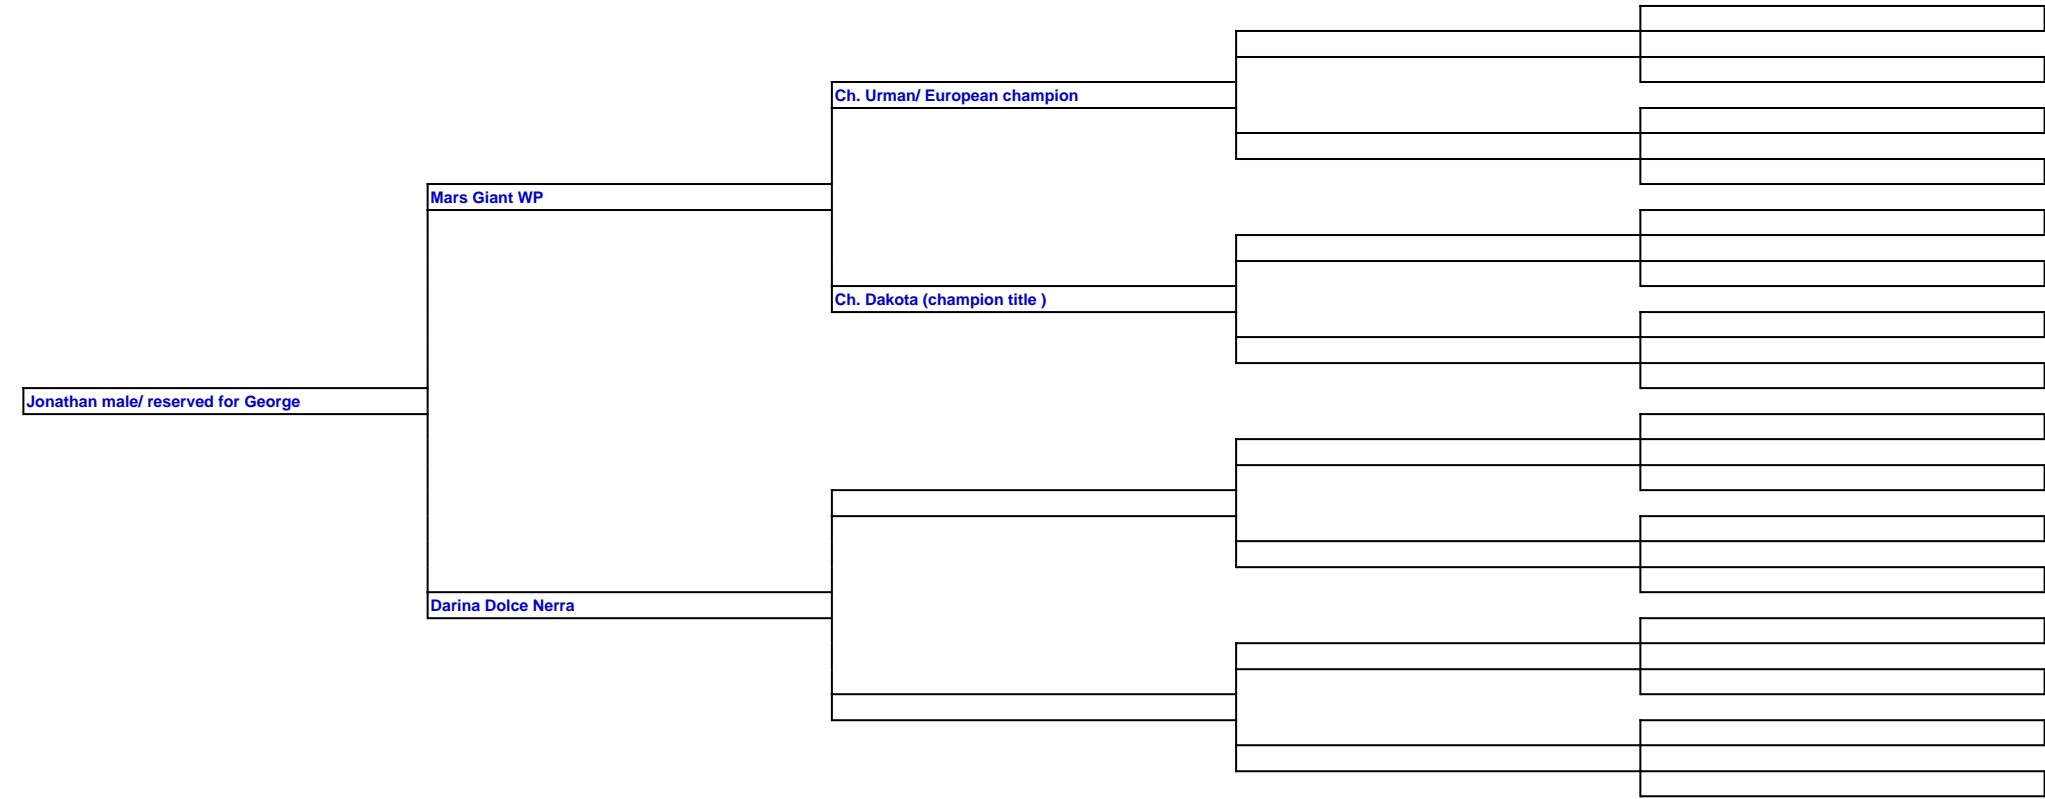 Ch. Urman/ European champion
Mars Giant WP
Ch. Dakota (champion title )
Jonathan male/ reserved for George
Darina Dolce Nerra